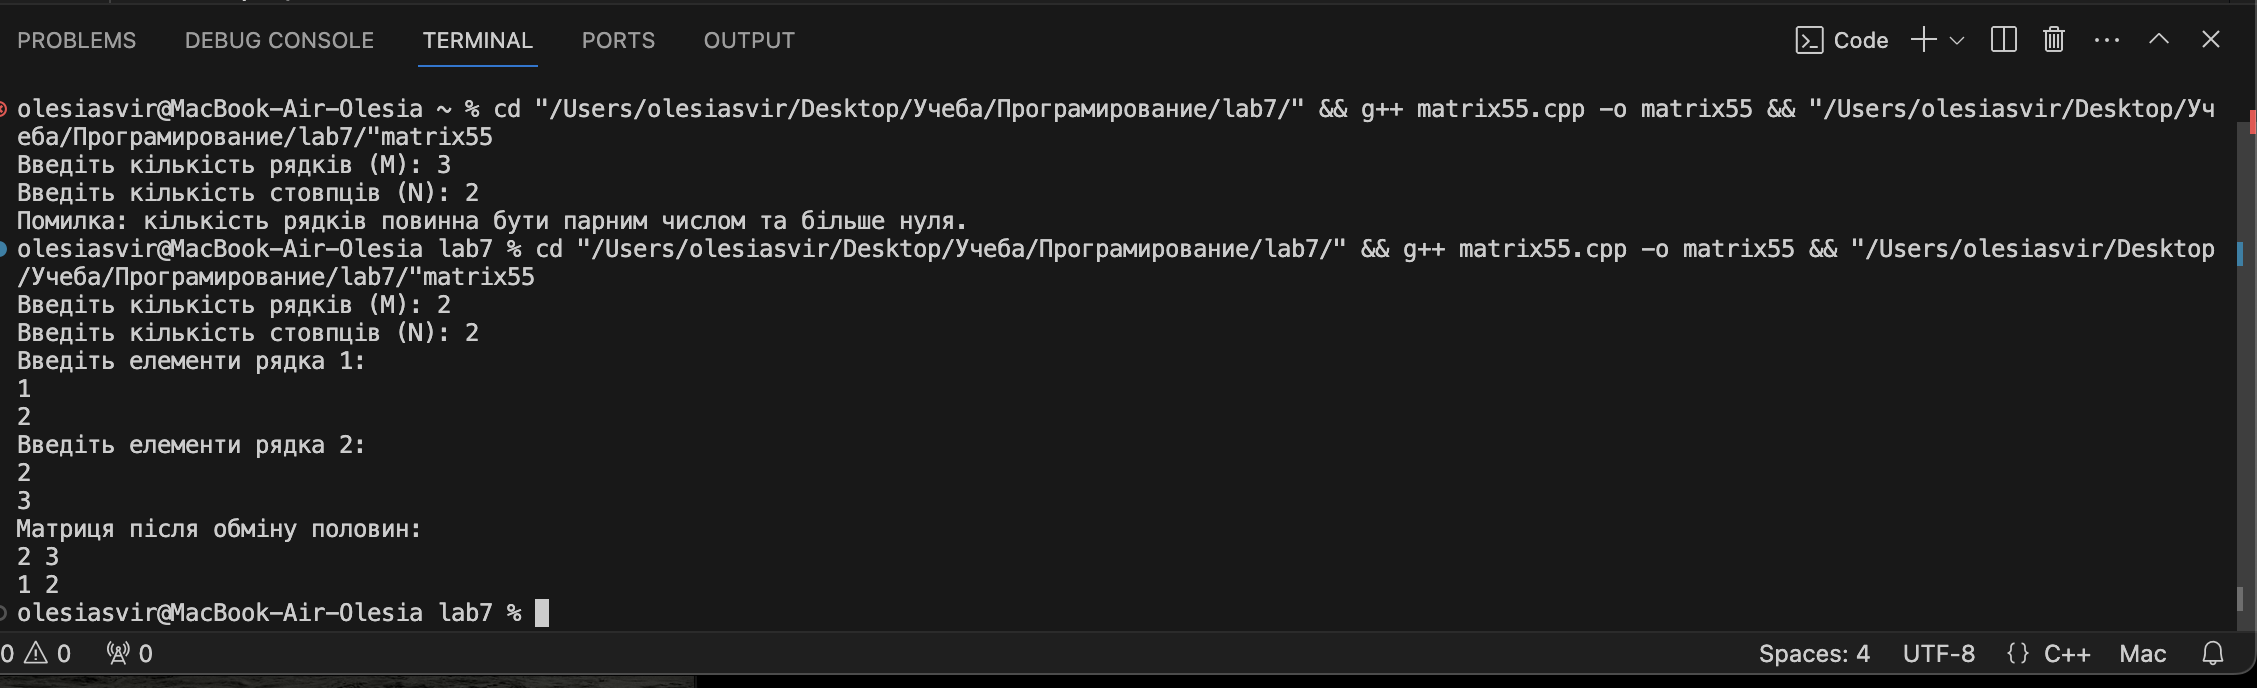 PROBLEMS DEBUG CONSOLE TERMINAL PORTS OUTPUT Code
olesiasvir@MacBook-Air-Olesia ~ % cd "/Users/olesiasvir/Desktop/Учеба/Програмирование/lab7/" && g++ matrix55.cpp -o matrix55 && "/Users/olesiasvir/Desktop/Уч
еба/Програмирование/lab7/"matrix55
Введіть кількість рядків (M): 3
Введіть кількість стовпців (N): 2
Помилка: кількість рядків повинна бути парним числом та більше нуля.
olesiasvir@MacBook-Air-Olesia lab7 % cd "/Users/olesiasvir/Desktop/Учеба/Програмирование/lab7/" && g++ matrix55.cpp -o matrix55 && "/Users/olesiasvir/Desktop
/Учеба/Програмирование/lab7/"matrix55
Введіть кількість рядків (M): 2
Введіть кількість стовпців (N): 2
Введіть елементи рядка 1:
1
2
Введіть елементи рядка 2:
2
3
Матриця після обміну половин:
2 3
1 2
olesiasvir@MacBook-Air-Olesia lab7 %
0 0 0 Spaces: 4 UTF-8 {} C++ Mac